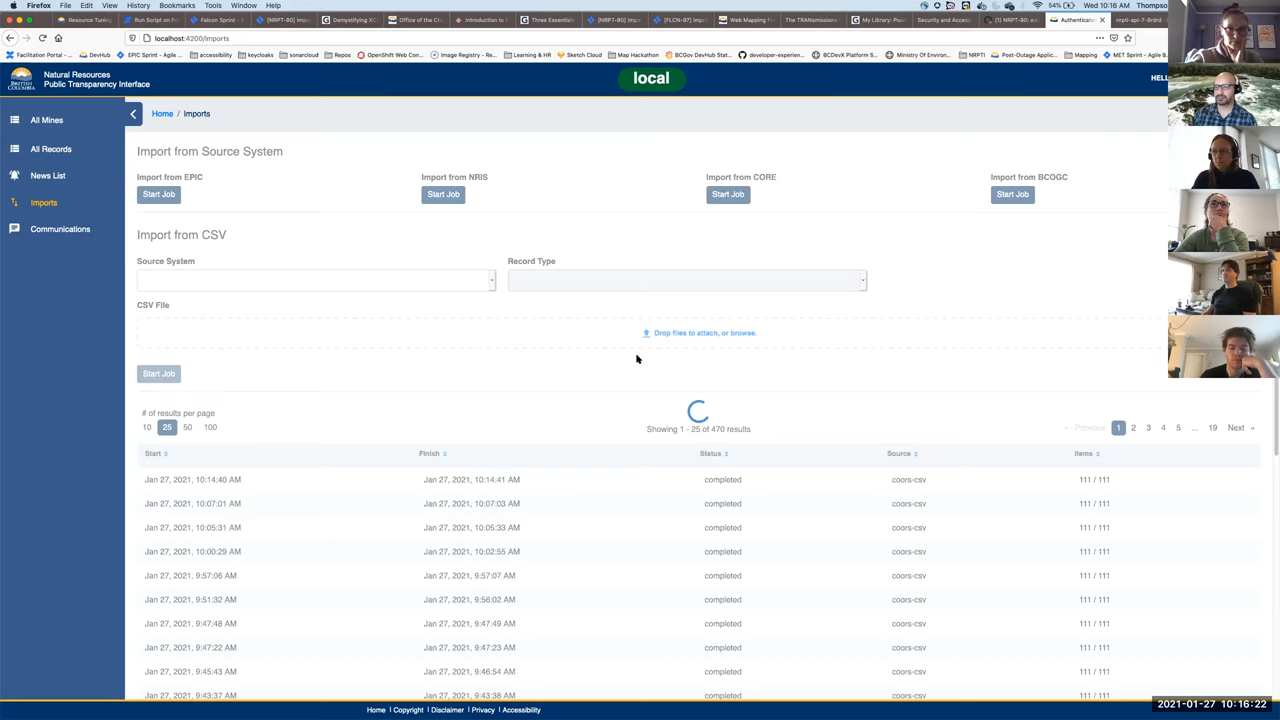 Firefox File Edit View History Bookmarks Tools Window Help 54% Wed 10:16 AM Thompson
Resource Tuning Run Script on Pr Falcon Sprint - [NRPT-80] Impo Demystifying XO Office of the Ch Introduction to Three Essentials [NRPT-80] impo [FLCN-97] Impo Web Mapping F The TRANsmissions My Library: Pow Security and Access NRPT-80: ad Authenticate nrpti-api-7-9rdrd
localhost:4200/imports
Facilitation Portal - ... DevHub EPIC Sprint - Agile B... accessibility keycloaks sonarcloud Repos OpenShift Web Con... Image Registry - Re... Learning & HR Sketch Cloud Map Hackathon BCGov DevHub Stat... developer-experien... BCDevX Platform S... Ministry Of Environ... NRPTI Post-Outage Applic... Mapping MET Sprint - Agile B...
BRITISH COLUMBIA
Natural Resources
Public Transparency Interface
local
HELL
All Mines
All Records
News List
Imports
Communications
Home / Imports
Import from Source System
Import from EPIC Import from NRIS Import from CORE Import from BCOGC
Start Job Start Job Start Job Start Job
Import from CSV
Source System Record Type
CSV File
Drop files to attach, or browse.
Start Job
# of results per page
10 25 50 100
Showing 1 - 25 of 470 results
« Previous 1 2 3 4 5 ... 19 Next »
Start Finish Status Source Items
Jan 27, 2021, 10:14:40 AM Jan 27, 2021, 10:14:41 AM completed coors-csv 111 / 111
Jan 27, 2021, 10:07:01 AM Jan 27, 2021, 10:07:03 AM completed coors-csv 111 / 111
Jan 27, 2021, 10:05:31 AM Jan 27, 2021, 10:05:33 AM completed coors-csv 111 / 111
Jan 27, 2021, 10:00:29 AM Jan 27, 2021, 10:02:55 AM completed coors-csv 111 / 111
Jan 27, 2021, 9:57:06 AM Jan 27, 2021, 9:57:07 AM completed coors-csv 111 / 111
Jan 27, 2021, 9:51:32 AM Jan 27, 2021, 9:56:02 AM completed coors-csv 111 / 111
Jan 27, 2021, 9:47:48 AM Jan 27, 2021, 9:47:49 AM completed coors-csv 111 / 111
Jan 27, 2021, 9:47:22 AM Jan 27, 2021, 9:47:23 AM completed coors-csv 111 / 111
Jan 27, 2021, 9:45:43 AM Jan 27, 2021, 9:46:54 AM completed coors-csv 111 / 111
Jan 27, 2021, 9:43:37 AM Jan 27, 2021, 9:43:38 AM completed coors-csv 111 / 111
Home | Copyright | Disclaimer | Privacy | Accessibility
2021-01-27 10:16:22